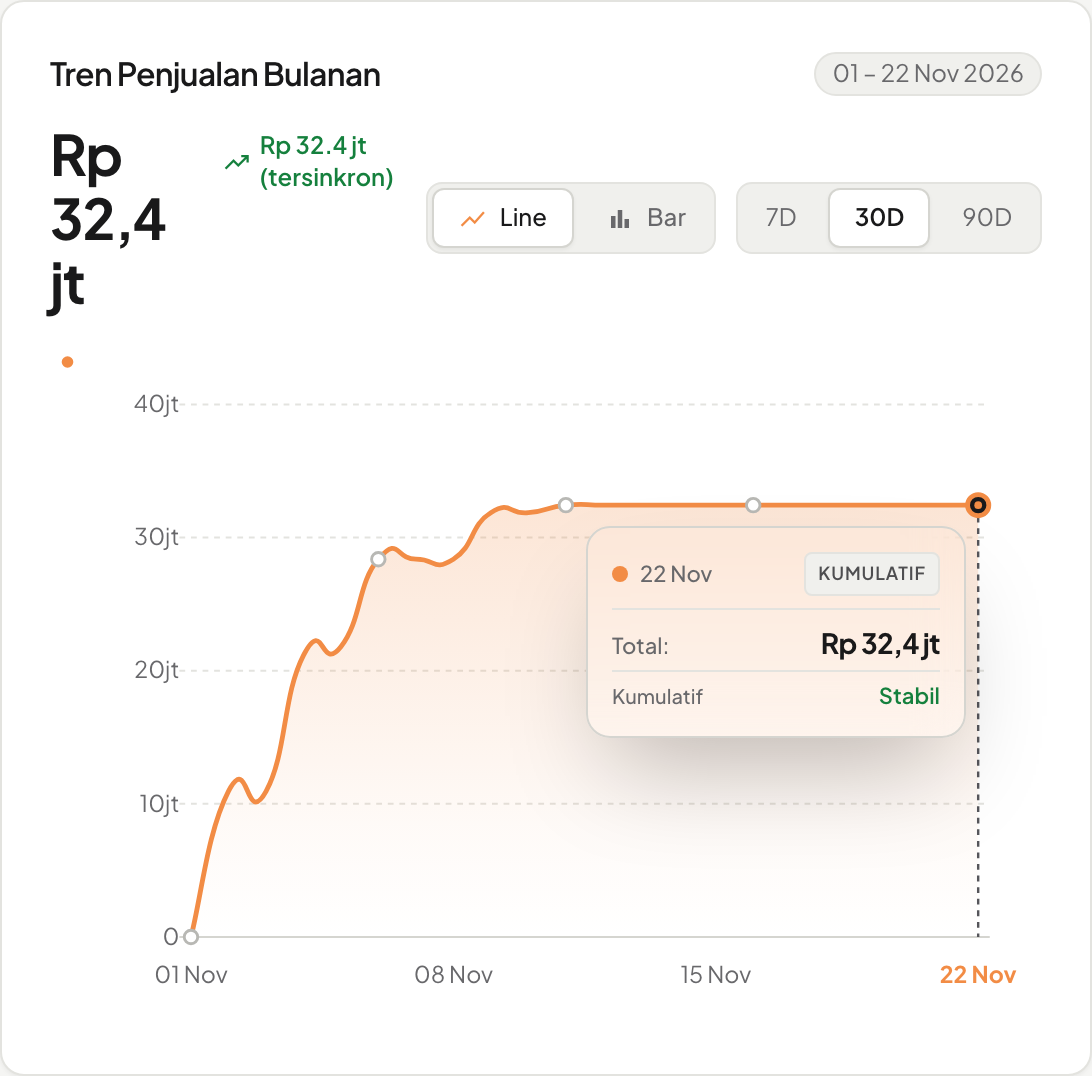 Tren Penjualan Bulanan
01 – 22 Nov 2026
Rp
32,4
jt
Rp 32.4 jt
(tersinkron)
Line
Bar
7D
30D
90D
40jt
30jt
20jt
10jt
0
22 Nov
KUMULATIF
Total:
Rp 32,4 jt
Kumulatif
Stabil
01 Nov
08 Nov
15 Nov
22 Nov